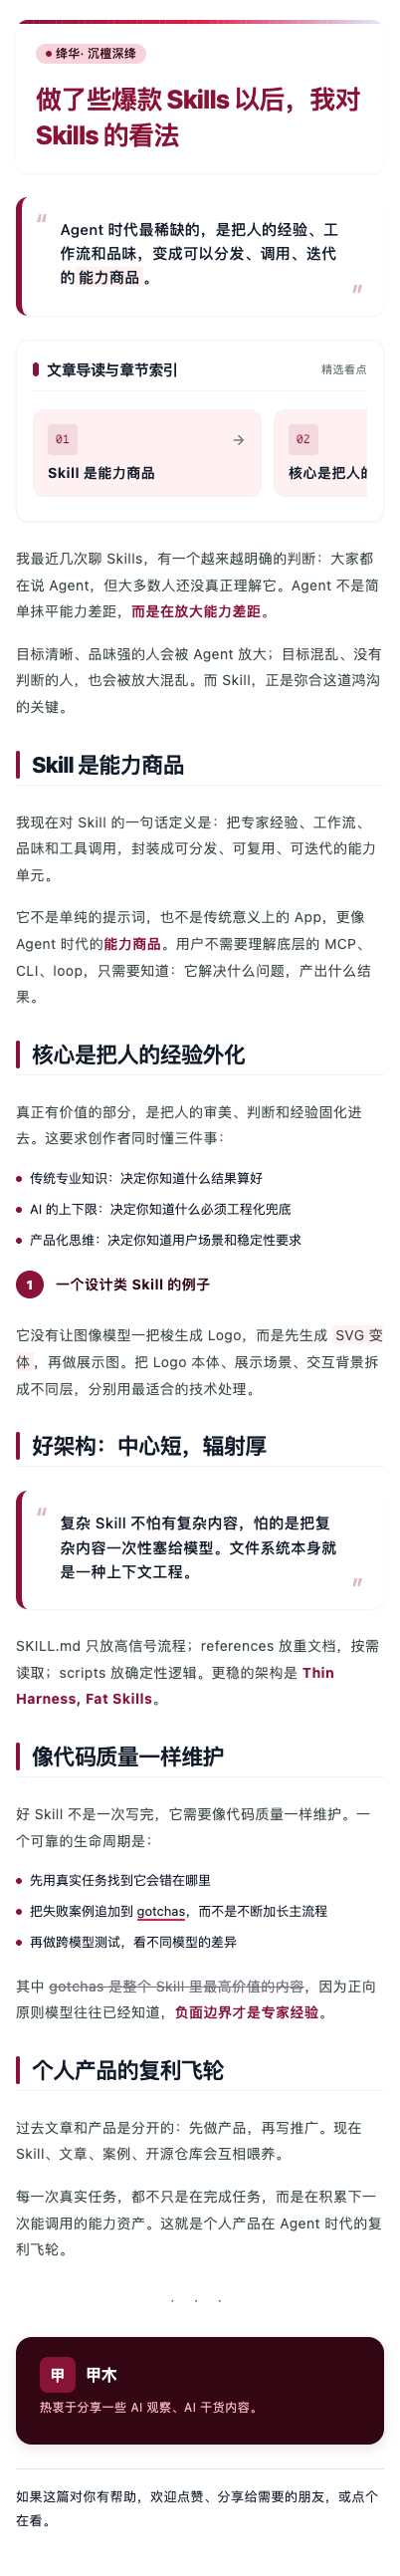 绛华· 沉檀深绛
做了些爆款 Skills 以后，我对
Skills 的看法
"
Agent 时代最稀缺的，是把人的经验、工
作流和品味，变成可以分发、调用、迭代
的 能力商品 。
"
文章导读与章节索引
精选看点
01
→
Skill 是能力商品
02
核心是把人的
我最近几次聊 Skills，有一个越来越明确的判断：大家都
在说 Agent，但大多数人还没真正理解它。Agent 不是简
单抹平能力差距，而是在放大能力差距。
目标清晰、品味强的人会被 Agent 放大；目标混乱、没有
判断的人，也会被放大混乱。而 Skill，正是弥合这道鸿沟
的关键。
Skill 是能力商品
我现在对 Skill 的一句话定义是：把专家经验、工作流、
品味和工具调用，封装成可分发、可复用、可迭代的能力
单元。
它不是单纯的提示词，也不是传统意义上的 App，更像
Agent 时代的能力商品。用户不需要理解底层的 MCP、
CLI、loop，只需要知道：它解决什么问题，产出什么结
果。
核心是把人的经验外化
真正有价值的部分，是把人的审美、判断和经验固化进
去。这要求创作者同时懂三件事：
传统专业知识：决定你知道什么结果算好
AI 的上下限：决定你知道什么必须工程化兜底
产品化思维：决定你知道用户场景和稳定性要求
1 一个设计类 Skill 的例子
它没有让图像模型一把梭生成 Logo，而是先生成 SVG 变
体 ，再做展示图。把 Logo 本体、展示场景、交互背景拆
成不同层，分别用最适合的技术处理。
好架构：中心短，辐射厚
"
复杂 Skill 不怕有复杂内容，怕的是把复
杂内容一次性塞给模型。文件系统本身就
是一种上下文工程。
"
SKILL.md 只放高信号流程；references 放重文档，按需
读取；scripts 放确定性逻辑。更稳的架构是 Thin
Harness, Fat Skills。
像代码质量一样维护
好 Skill 不是一次写完，它需要像代码质量一样维护。一
个可靠的生命周期是：
先用真实任务找到它会错在哪里
把失败案例追加到 gotchas，而不是不断加长主流程
再做跨模型测试，看不同模型的差异
其中 gotchas 是整个 Skill 里最高价值的内容，因为正向
原则模型往往已经知道，负面边界才是专家经验。
个人产品的复利飞轮
过去文章和产品是分开的：先做产品，再写推广。现在
Skill、文章、案例、开源仓库会互相喂养。
每一次真实任务，都不只是在完成任务，而是在积累下一
次能调用的能力资产。这就是个人产品在 Agent 时代的复
利飞轮。
· · ·
甲 甲木
热衷于分享一些 AI 观察、AI 干货内容。
如果这篇对你有帮助，欢迎点赞、分享给需要的朋友，或点个
在看。